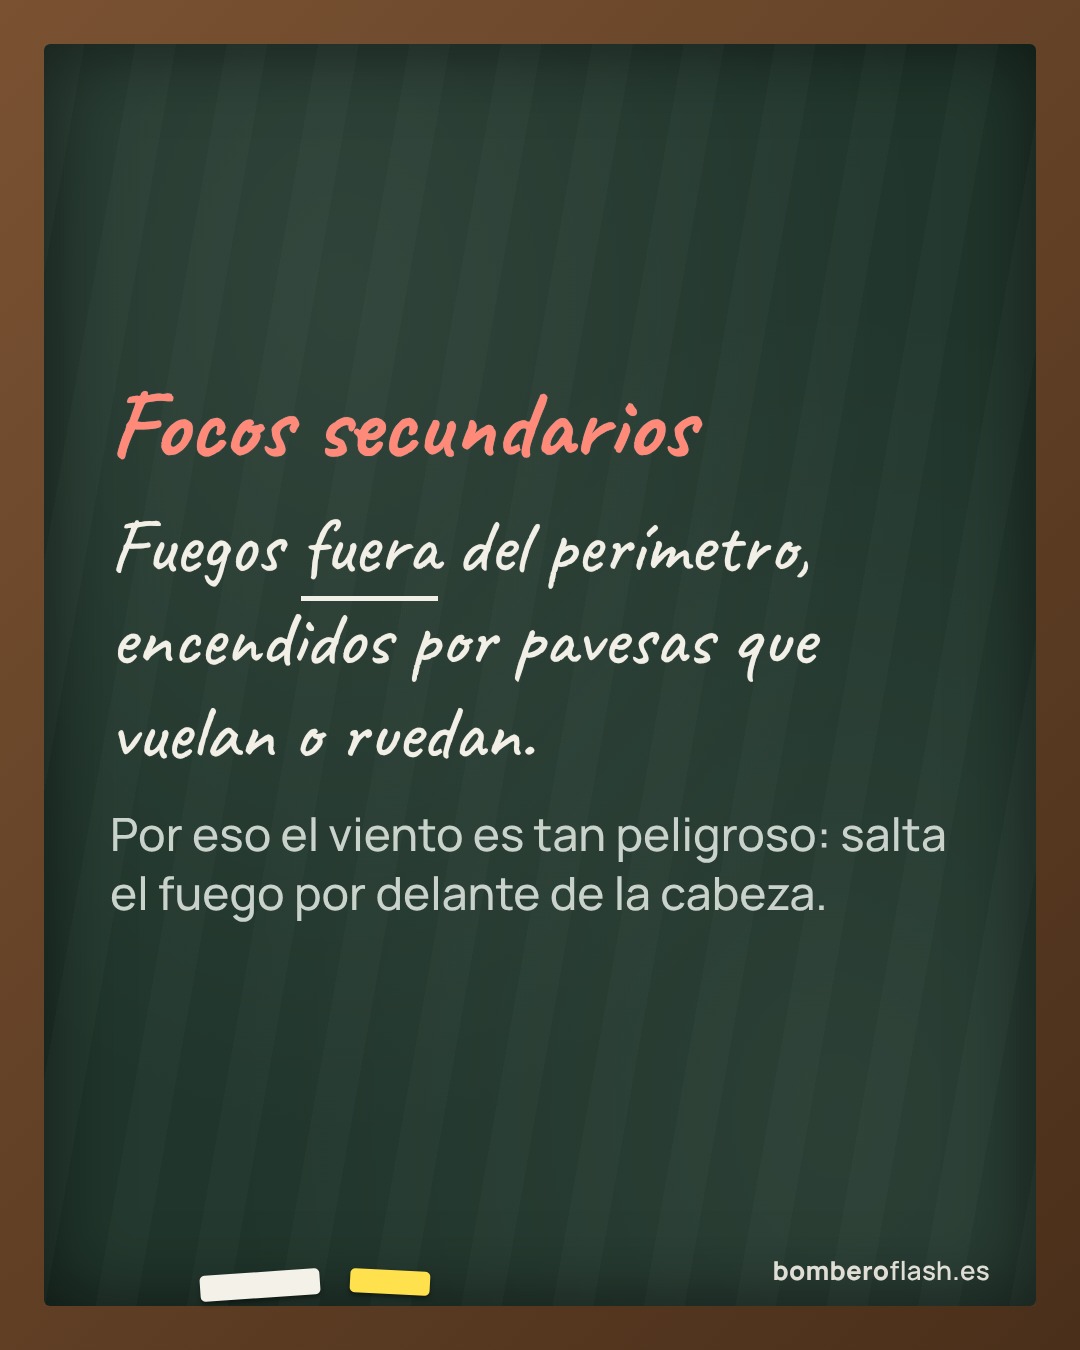 Focos secundarios
Fuegos fuera del perímetro,
encendidos por pavesas que
vuelan o ruedan.
Por eso el viento es tan peligroso: salta
el fuego por delante de la cabeza.
bomberoflash.es